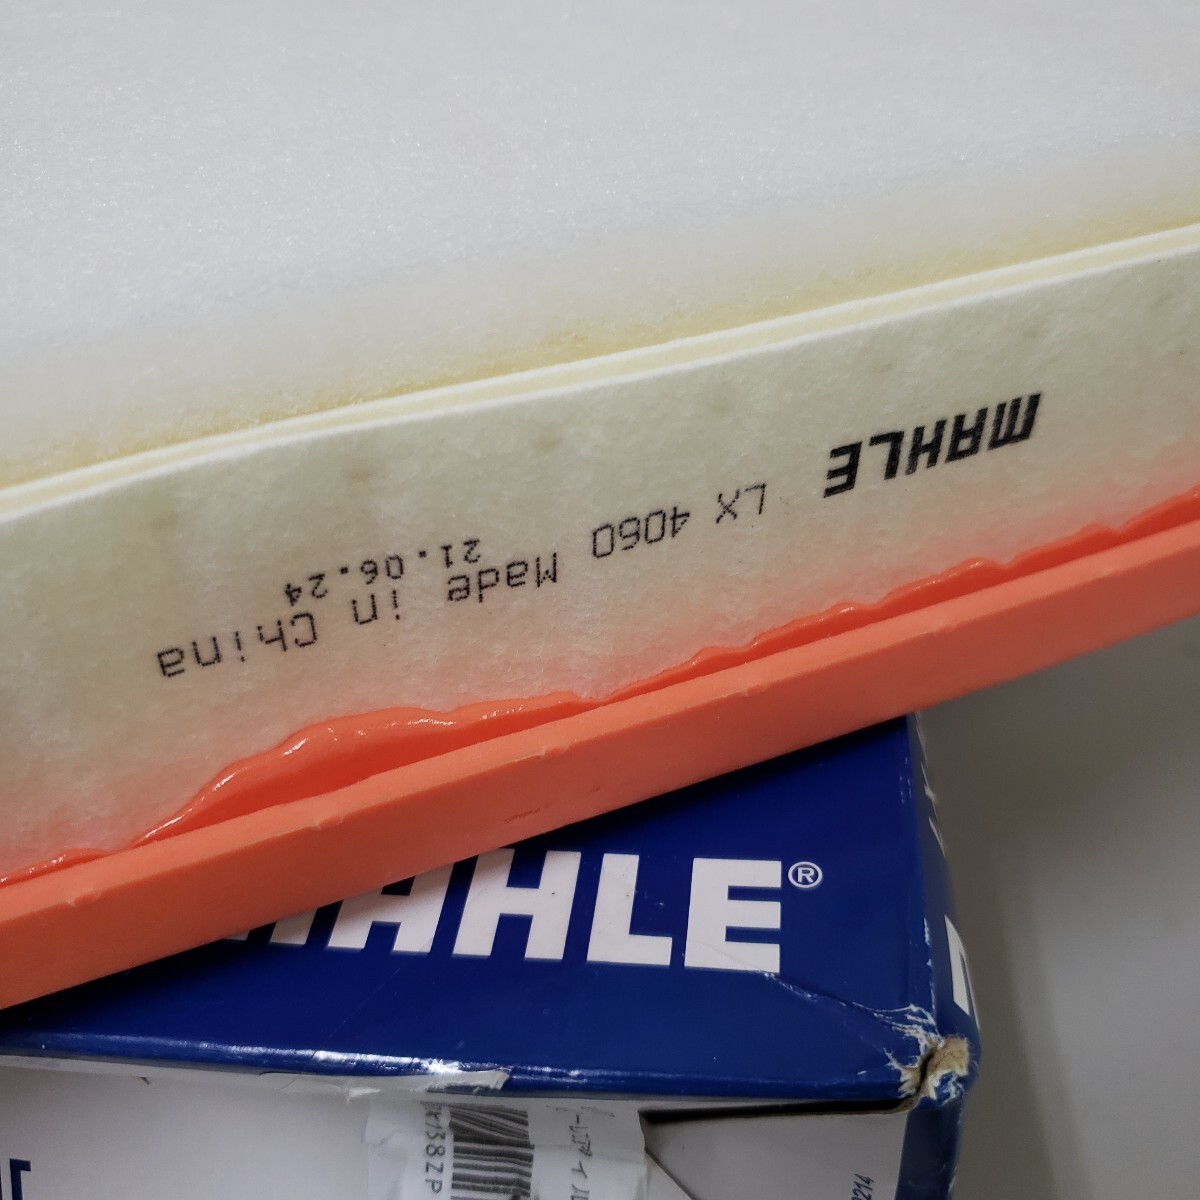 MAHLE LX 4060 Made in China
21.06.24
MAHLE®